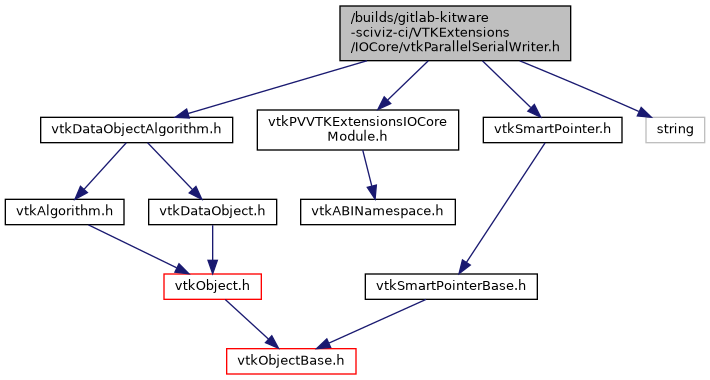 /builds/gitlab-kitware
-sciviz-ci/VTKExtensions
/IOCore/vtkParallelSerialWriter.h
vtkDataObjectAlgorithm.h
vtkPVVTKExtensionsIOCore
Module.h
vtkSmartPointer.h
string
vtkAlgorithm.h
vtkDataObject.h
vtkABINamespace.h
vtkObject.h
vtkSmartPointerBase.h
vtkObjectBase.h